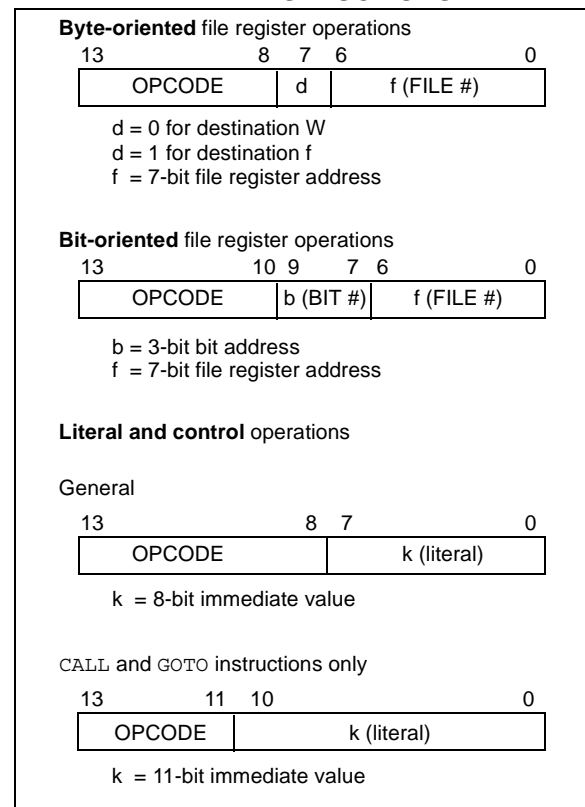 Byte-oriented file register operations
13 8 7 6 0
OPCODE d f (FILE #)
d = 0 for destination W
d = 1 for destination f
f = 7-bit file register address
Bit-oriented file register operations
13 10 9 7 6 0
OPCODE b (BIT #) f (FILE #)
b = 3-bit bit address
f = 7-bit file register address
Literal and control operations
General
13 8 7 0
OPCODE k (literal)
k = 8-bit immediate value
CALL and GOTO instructions only
13 11 10 0
OPCODE k (literal)
k = 11-bit immediate value